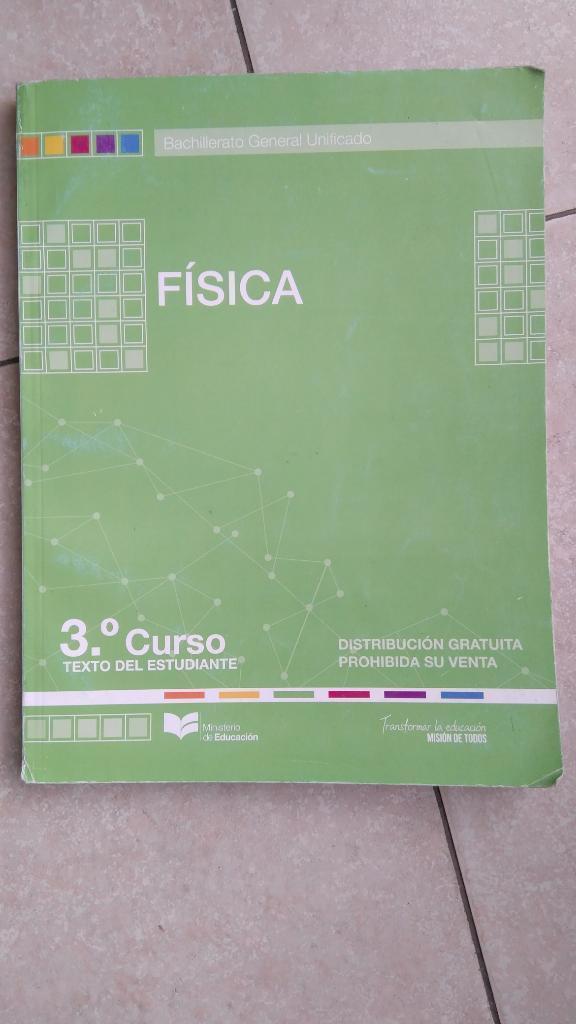 Bachillerato General Unificado
FÍSICA
3.º Curso
TEXTO DEL ESTUDIANTE
DISTRIBUCIÓN GRATUITA
PROHIBIDA SU VENTA
Ministerio
de Educación
Transformar la educación
MISIÓN DE TODOS